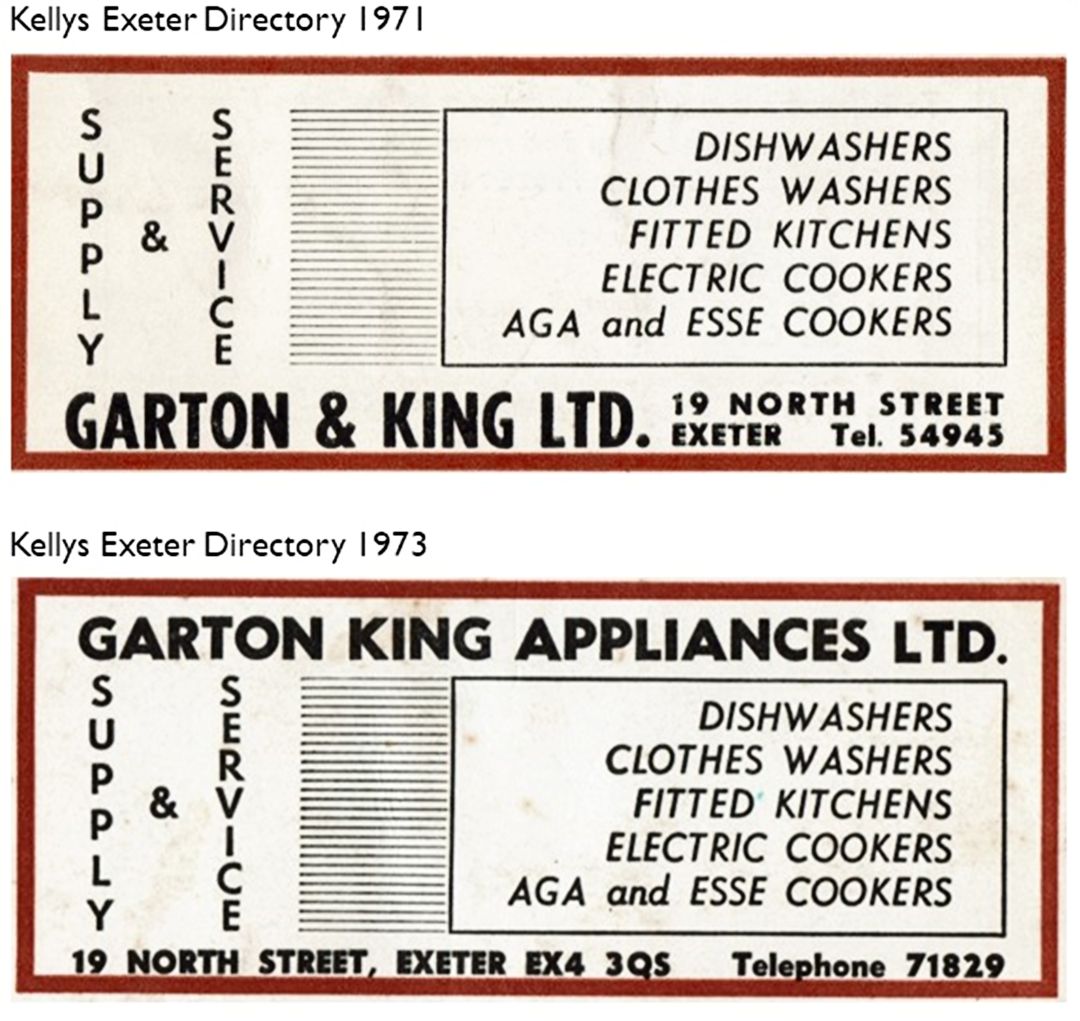 Kellys Exeter Directory 1971
SUPPLY & SERVICE
DISHWASHERS
CLOTHES WASHERS
FITTED KITCHENS
ELECTRIC COOKERS
AGA and ESSE COOKERS
GARTON & KING LTD. 19 NORTH STREET
EXETER Tel. 54945
Kellys Exeter Directory 1973
GARTON KING APPLIANCES LTD.
SUPPLY & SERVICE
DISHWASHERS
CLOTHES WASHERS
FITTED KITCHENS
ELECTRIC COOKERS
AGA and ESSE COOKERS
19 NORTH STREET, EXETER EX4 3QS Telephone 71829